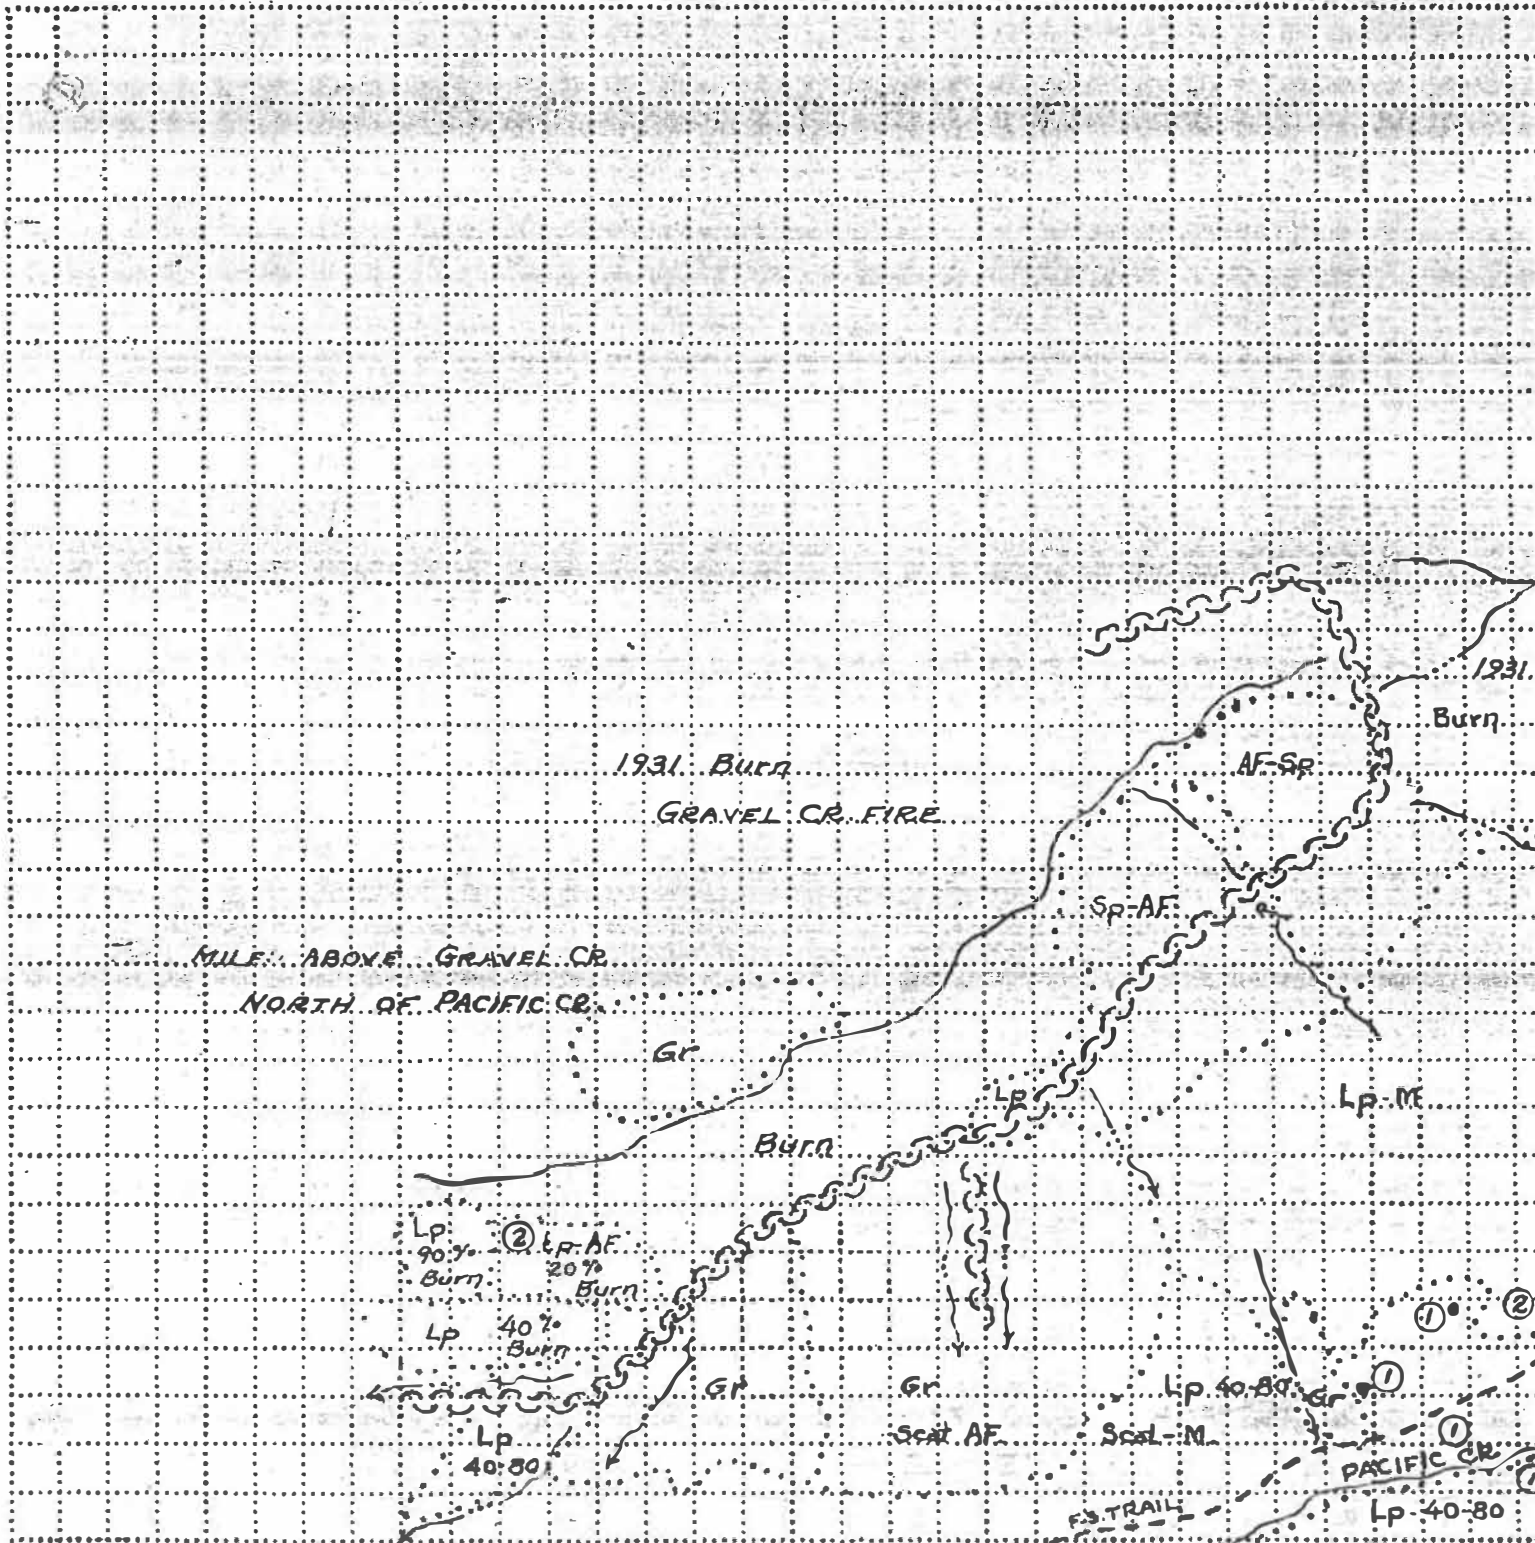 1931
Burn
1931 Burn
AF-Sp
GRAVEL CR. FIRE
Sp-AF
MILE ABOVE GRAVEL CR
NORTH OF PACIFIC CR.
Gr
Lp
Lp-M
Burn
Lp
90%
Burn
2
Lp-AF
20%
Burn
Lp
40%
Burn
1
2
Gr
Gr
Scat AF
Lp 40-80
Scat-M
Gr
1
1
Lp
40-80
PACIFIC CR
1
F.S. TRAIL
Lp-40-80